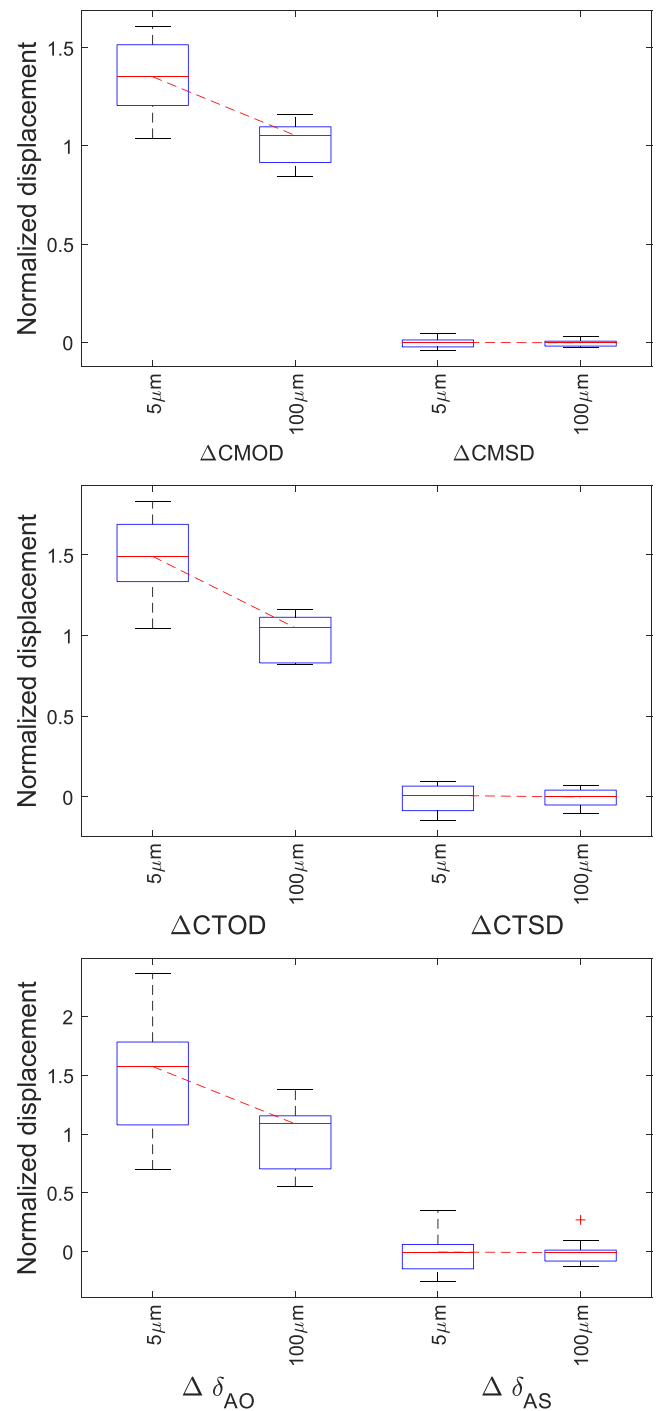 Normalized displacement
1.5
1
0.5
0
5μm
100μm
5μm
100μm
ΔCMOD
ΔCMSD
Normalized displacement
1.5
1
0.5
0
5μm
100μm
5μm
100μm
ΔCTOD
ΔCTSD
Normalized displacement
2
1.5
1
0.5
0
5μm
100μm
5μm
100μm
Δ δAO
Δ δAS